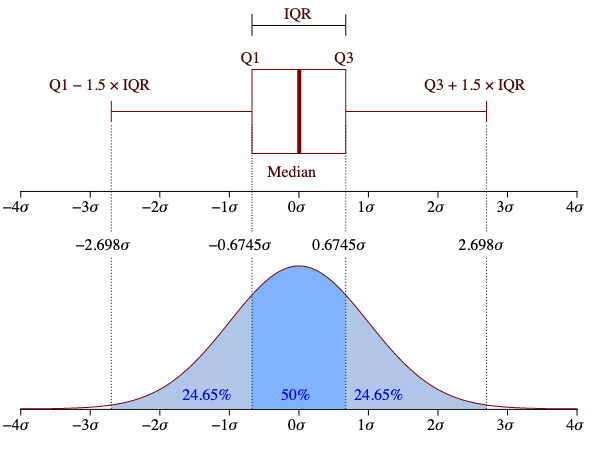 IQR
Q1 Q3
Q1 − 1.5 × IQR Q3 + 1.5 × IQR
Median
−4σ −3σ −2σ −1σ 0σ 1σ 2σ 3σ 4σ
−2.698σ −0.6745σ 0.6745σ 2.698σ
24.65% 50% 24.65%
−4σ −3σ −2σ −1σ 0σ 1σ 2σ 3σ 4σ